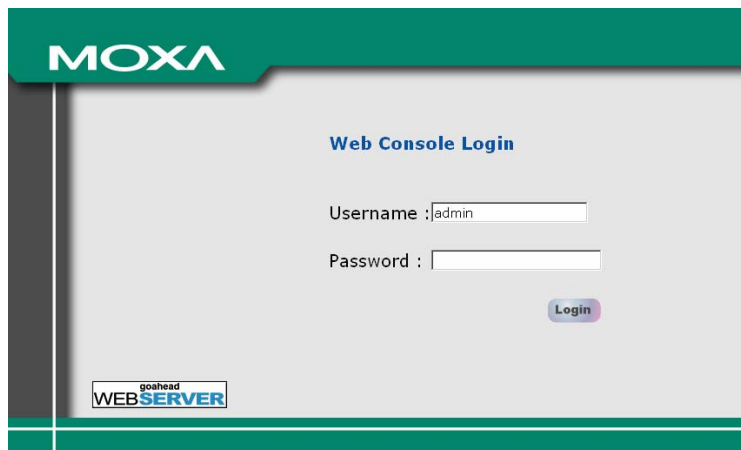 MOXA
Web Console Login
Username : admin
Password :
Login
goahead
WEBSERVER